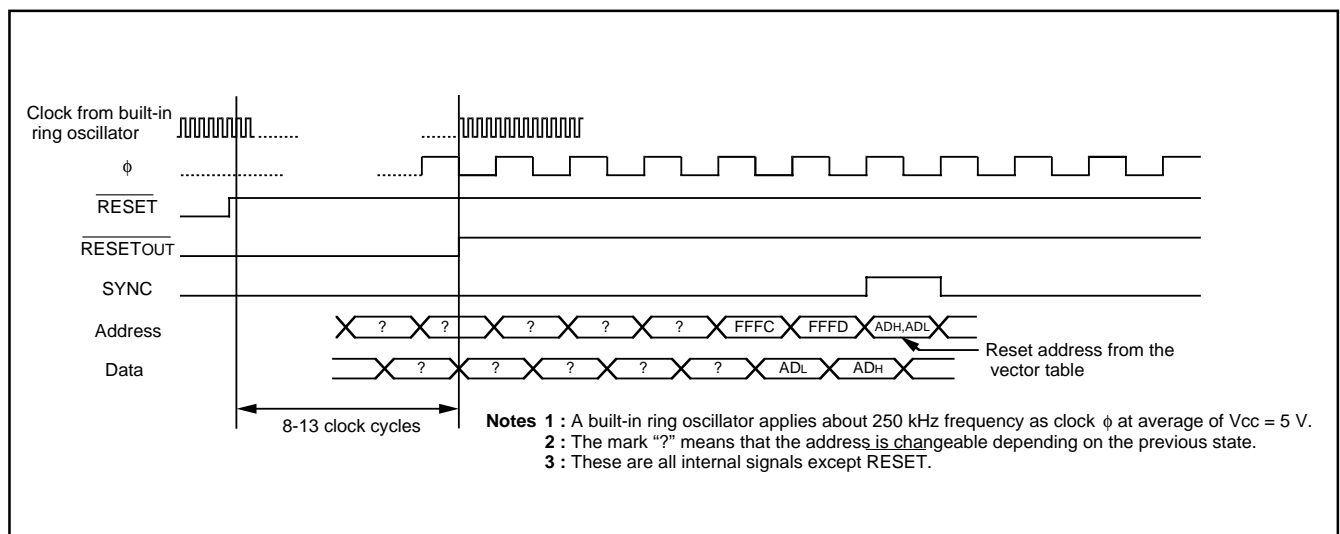 Clock from built-in
ring oscillator
φ
RESET
RESETOUT
SYNC
Address
? ? ? ? ? FFFC FFFD ADH,ADL
Data
? ? ? ? ? ADL ADH
Reset address from the
vector table
8-13 clock cycles
Notes 1 : A built-in ring oscillator applies about 250 kHz frequency as clock φ at average of Vcc = 5 V.
2 : The mark “?” means that the address is changeable depending on the previous state.
3 : These are all internal signals except RESET.